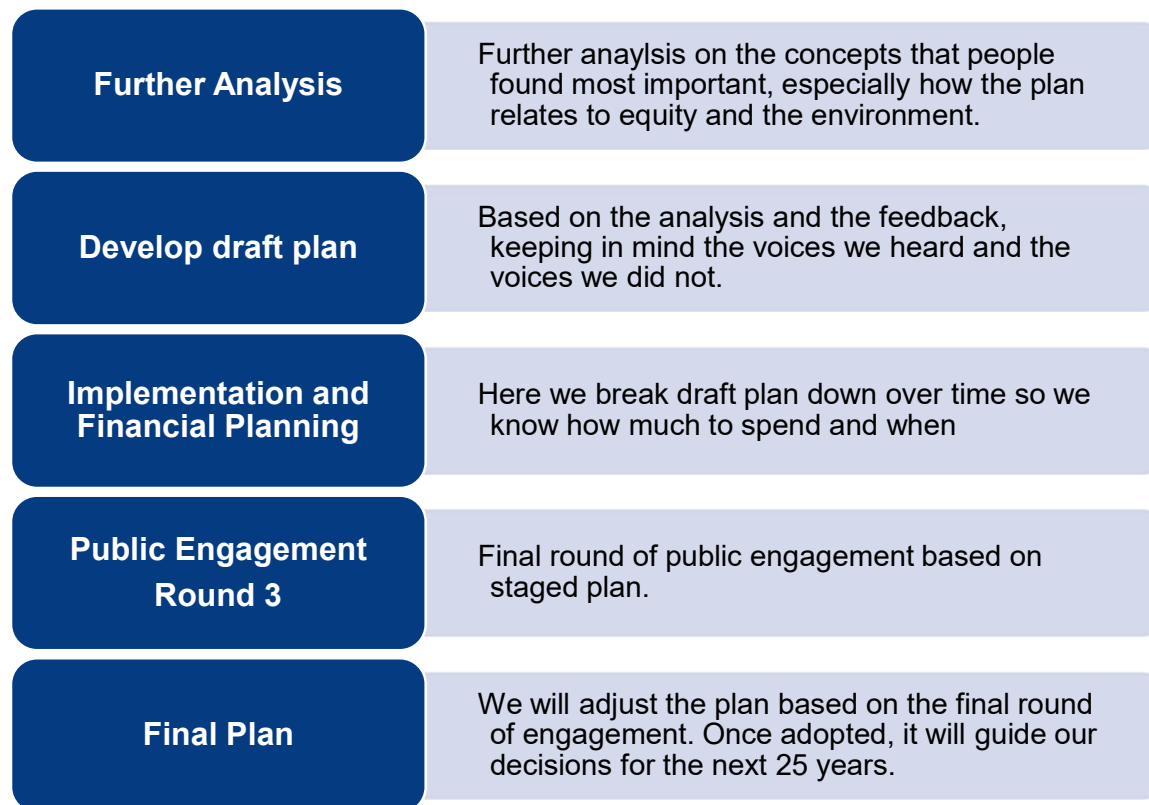 Further Analysis
Further anaylsis on the concepts that people
found most important, especially how the plan
relates to equity and the environment.
Develop draft plan
Based on the analysis and the feedback,
keeping in mind the voices we heard and the
voices we did not.
Implementation and
Financial Planning
Here we break draft plan down over time so we
know how much to spend and when
Public Engagement
Round 3
Final round of public engagement based on
staged plan.
Final Plan
We will adjust the plan based on the final round
of engagement. Once adopted, it will guide our
decisions for the next 25 years.